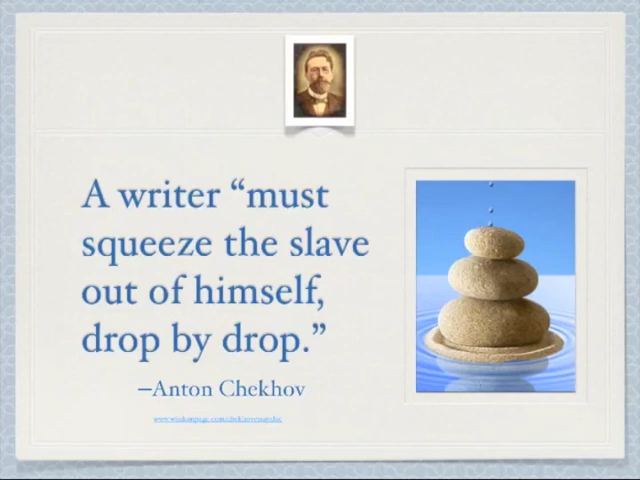 A writer “must
squeeze the slave
out of himself,
drop by drop.”
–Anton Chekhov